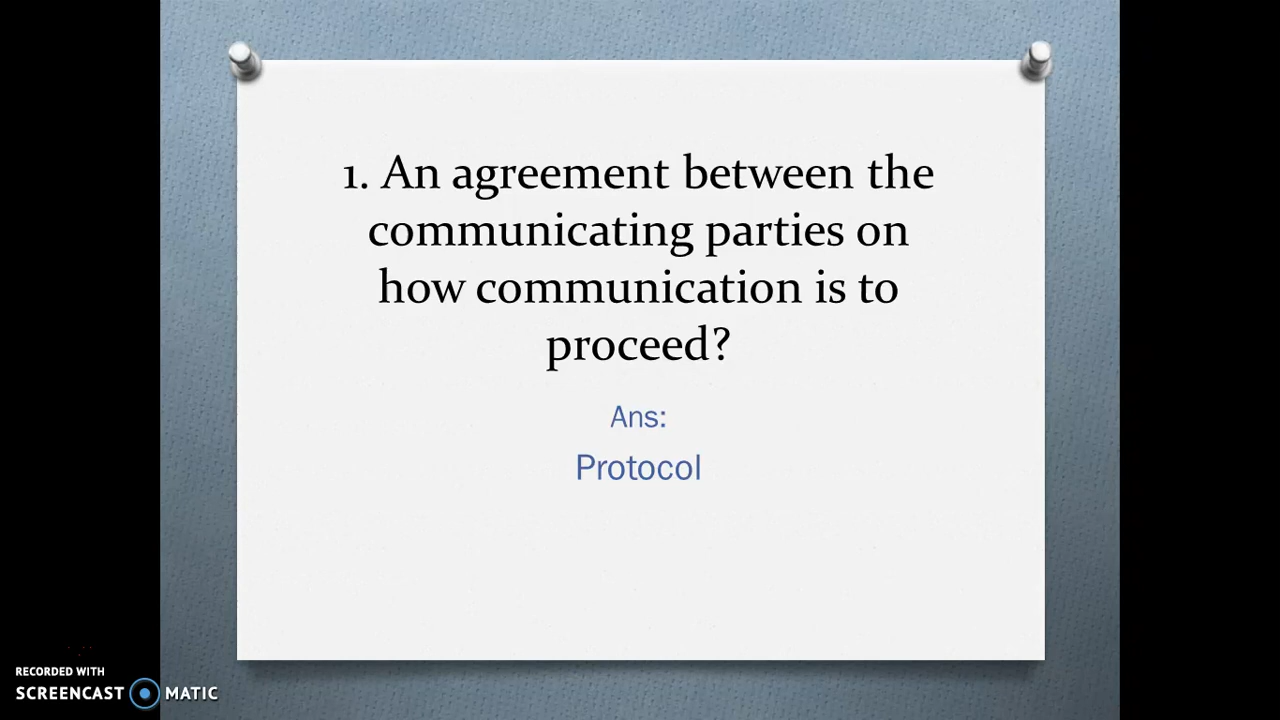 1. An agreement between the
communicating parties on
how communication is to
proceed?
Ans:
Protocol
RECORDED WITH
SCREENCAST MATIC